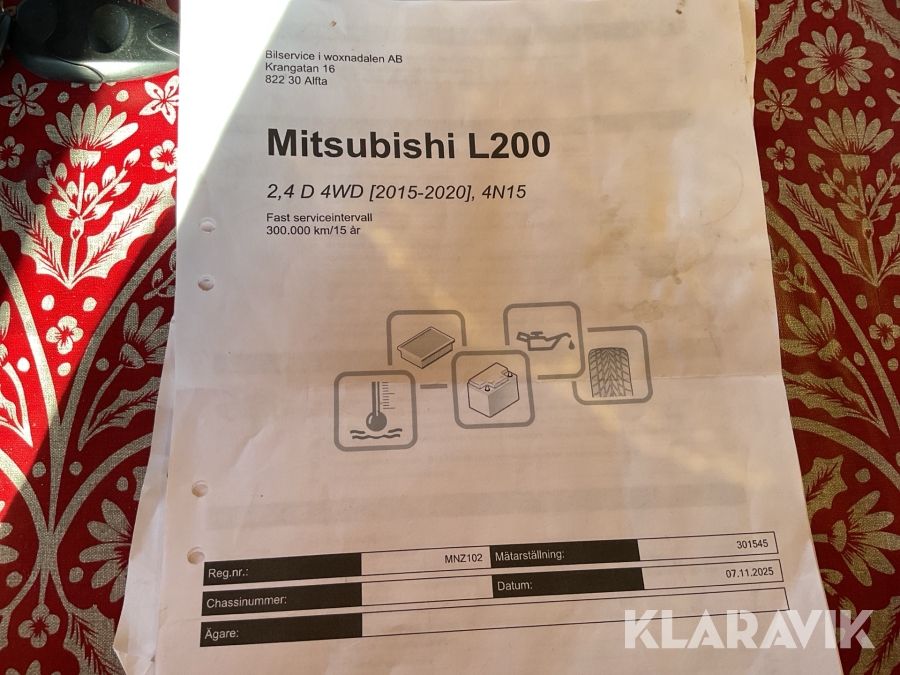 Bilservice i woxnadalen AB
Krangatan 16
822 30 Alfta
Mitsubishi L200
2,4 D 4WD [2015-2020], 4N15
Fast serviceintervall
300.000 km/15 år
Reg.nr.: MNZ102 Mätarställning: 301545
Chassinummer: Datum: 07.11.2025
Ägare:
KLARAVIK